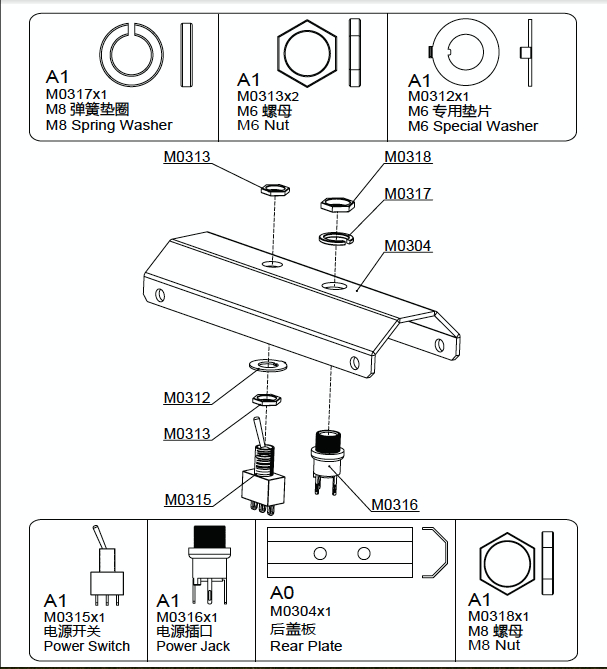 A1
M0317x1
M8 弹簧垫圈
M8 Spring Washer
A1
M0313x2
M6 螺母
M6 Nut
A1
M0312x1
M6 专用垫片
M6 Special Washer
M0313
M0318
M0317
M0304
M0312
M0313
M0315
M0316
A1
M0315x1
电源开关
Power Switch
A1
M0316x1
电源插口
Power Jack
A0
M0304x1
后盖板
Rear Plate
A1
M0318x1
M8 螺母
M8 Nut